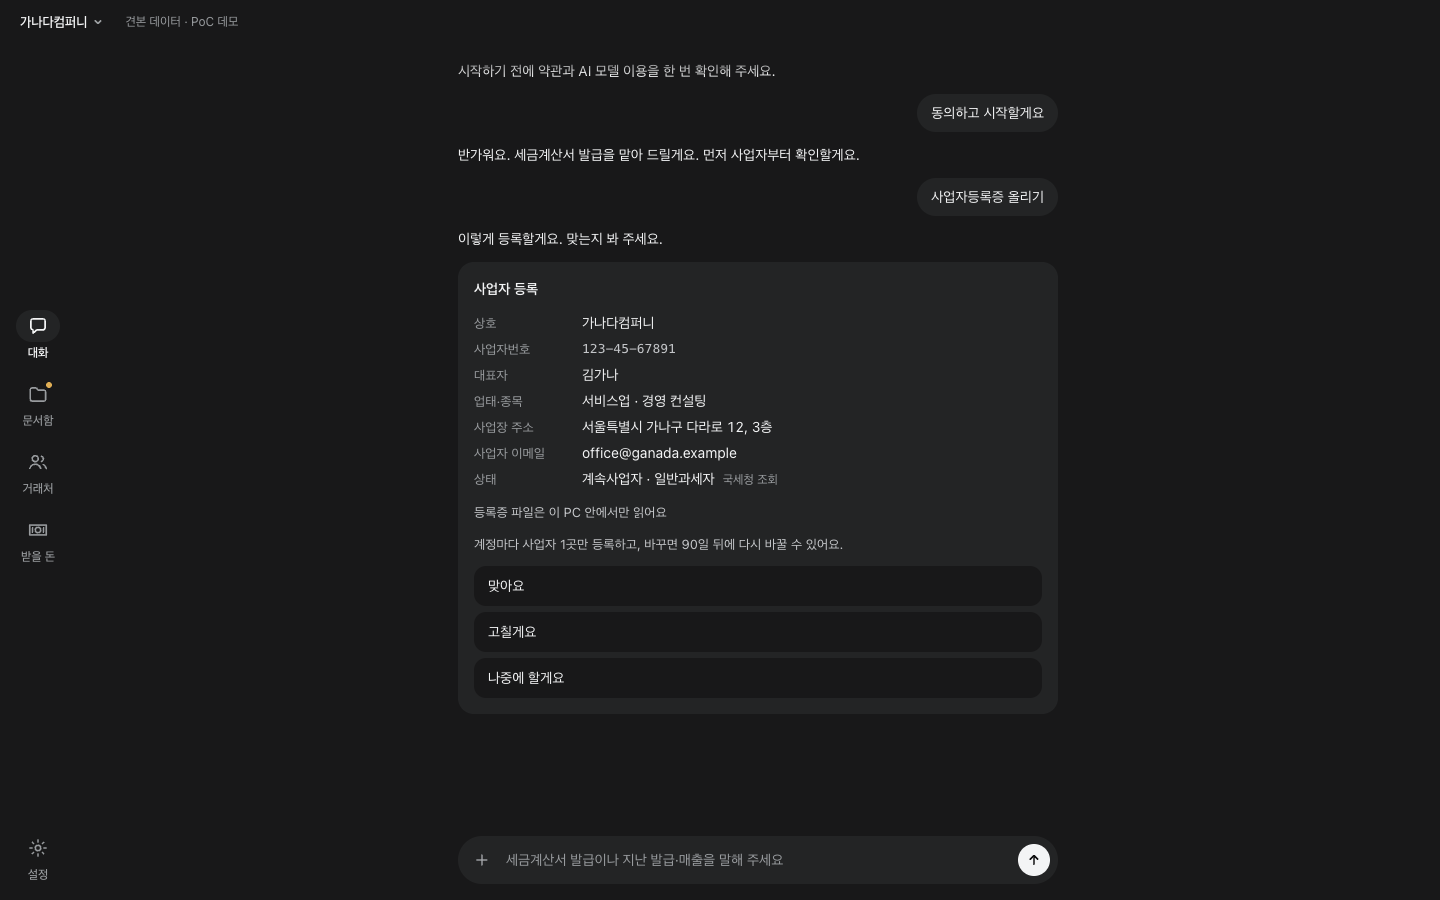 가나다컴퍼니
견본 데이터 · PoC 데모
시작하기 전에 약관과 AI 모델 이용을 한 번 확인해 주세요.
동의하고 시작할게요
반가워요. 세금계산서 발급을 맡아 드릴게요. 먼저 사업자부터 확인할게요.
사업자등록증 올리기
이렇게 등록할게요. 맞는지 봐 주세요.
사업자 등록
상호 가나다컴퍼니
사업자번호 123-45-67891
대표자 김가나
업태·종목 서비스업 · 경영 컨설팅
사업장 주소 서울특별시 가나구 다라로 12, 3층
사업자 이메일 office@ganada.example
상태 계속사업자 · 일반과세자 국세청 조회
등록증 파일은 이 PC 안에서만 읽어요
계정마다 사업자 1곳만 등록하고, 바꾸면 90일 뒤에 다시 바꿀 수 있어요.
맞아요
고칠게요
나중에 할게요
대화
문서함
거래처
받을 돈
설정
세금계산서 발급이나 지난 발급·매출을 말해 주세요